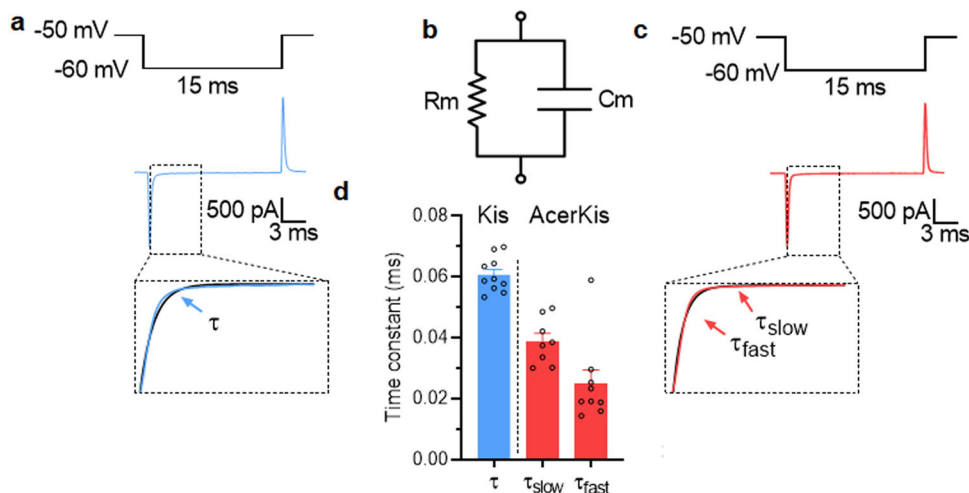 a
-50 mV
-60 mV
15 ms
500 pA
3 ms
τ
b
Rm
Cm
c
-50 mV
-60 mV
15 ms
500 pA
3 ms
τslow
τfast
d
Kis
AcerKis
Time constant (ms)
0.08
0.06
0.04
0.02
0.00
τ
τslow
τfast